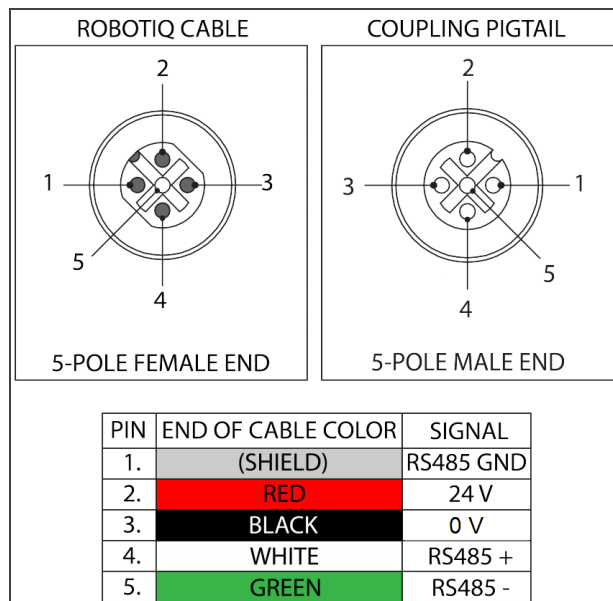 ROBOTIQ CABLE
2
1
3
5
4
5-POLE FEMALE END
COUPLING PIGTAIL
2
3
1
5
4
5-POLE MALE END
PIN END OF CABLE COLOR SIGNAL
1. (SHIELD) RS485 GND
2. RED 24 V
3. BLACK 0 V
4. WHITE RS485 +
5. GREEN RS485 -